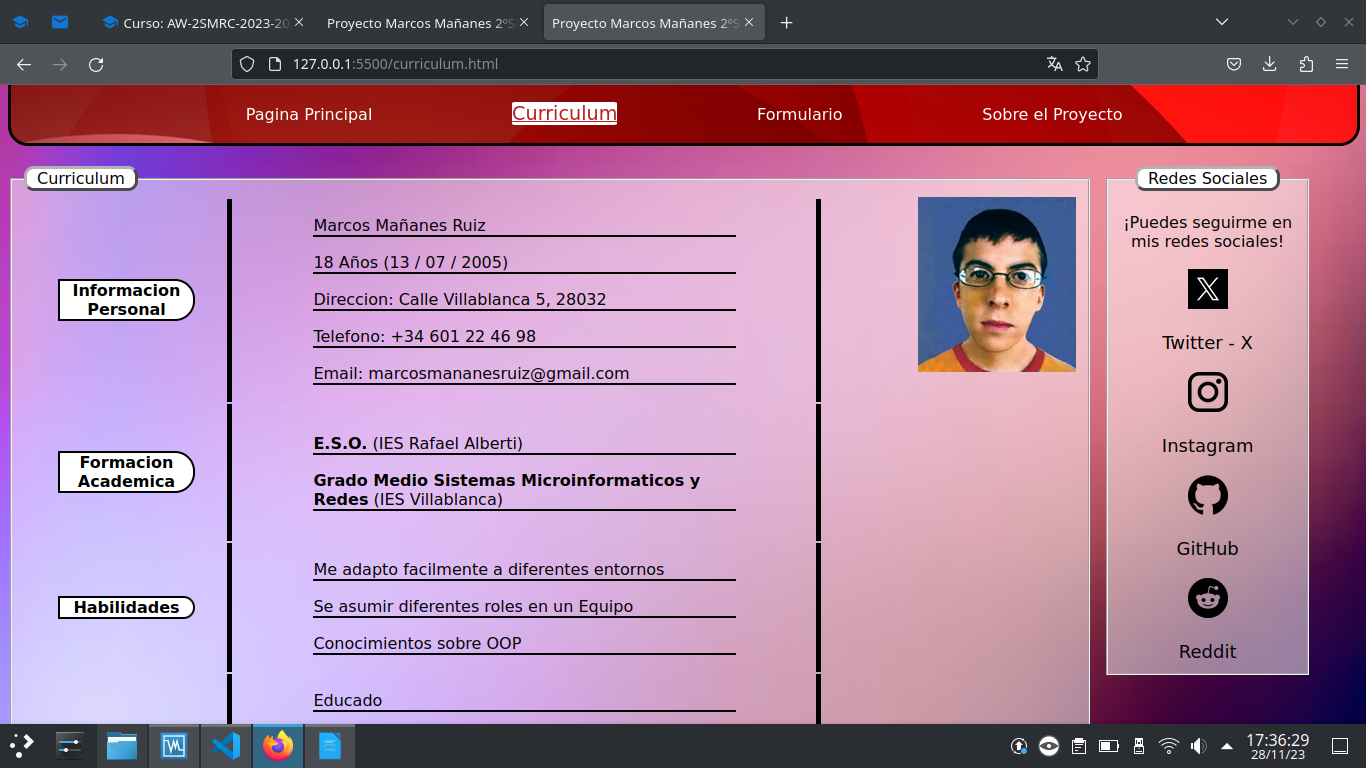 Curso: AW-2SMRC-2023-20
Proyecto Marcos Mañanes 2ºS
Proyecto Marcos Mañanes 2ºS
127.0.0.1:5500/curriculum.html
Pagina Principal
Curriculum
Formulario
Sobre el Proyecto
Curriculum
Informacion
Personal
Marcos Mañanes Ruiz
18 Años (13 / 07 / 2005)
Direccion: Calle Villablanca 5, 28032
Telefono: +34 601 22 46 98
Email: marcosmananesruiz@gmail.com
Formacion
Academica
E.S.O. (IES Rafael Alberti)
Grado Medio Sistemas Microinformaticos y
Redes (IES Villablanca)
Habilidades
Me adapto facilmente a diferentes entornos
Se asumir diferentes roles en un Equipo
Conocimientos sobre OOP
Educado
Redes Sociales
¡Puedes seguirme en
mis redes sociales!
Twitter - X
Instagram
GitHub
Reddit
17:36:29
28/11/23